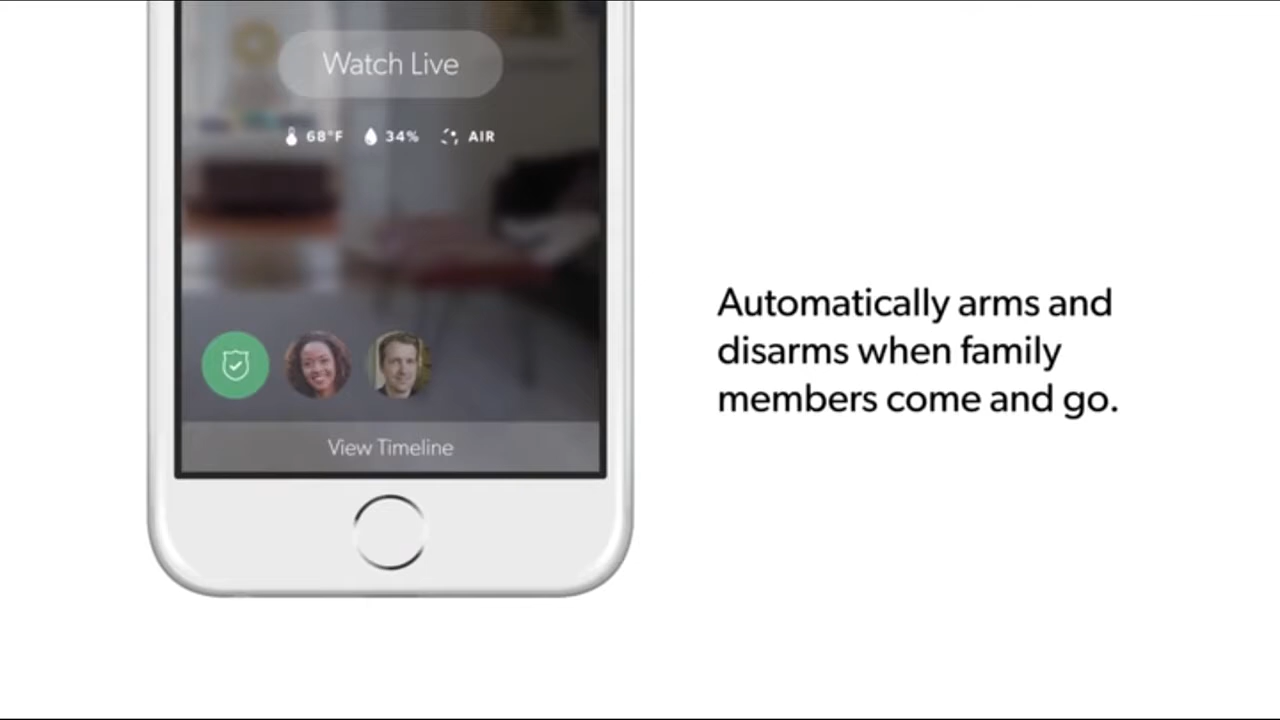 Watch Live
68°F 34% AIR
View Timeline
Automatically arms and
disarms when family
members come and go.